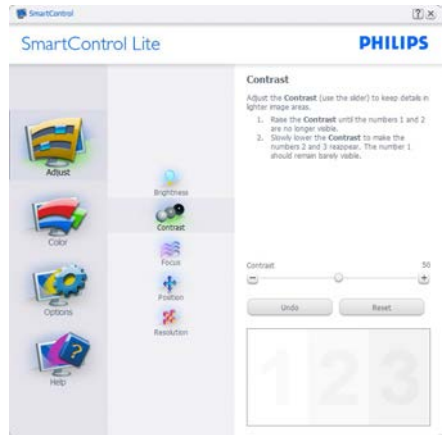 SmartControl
SmartControl Lite
PHILIPS
Adjust
Color
Options
Help
Brightness
Contrast
Focus
Position
Resolution
Contrast
Adjust the Contrast (use the slider) to keep details in
lighter image areas.
1. Raise the Contrast until the numbers 1 and 2
are no longer visible.
2. Slowly lower the Contrast to make the
numbers 2 and 3 reappear. The number 1
should remain barely visible.
Contrast
50
Undo
Reset
1 2 3